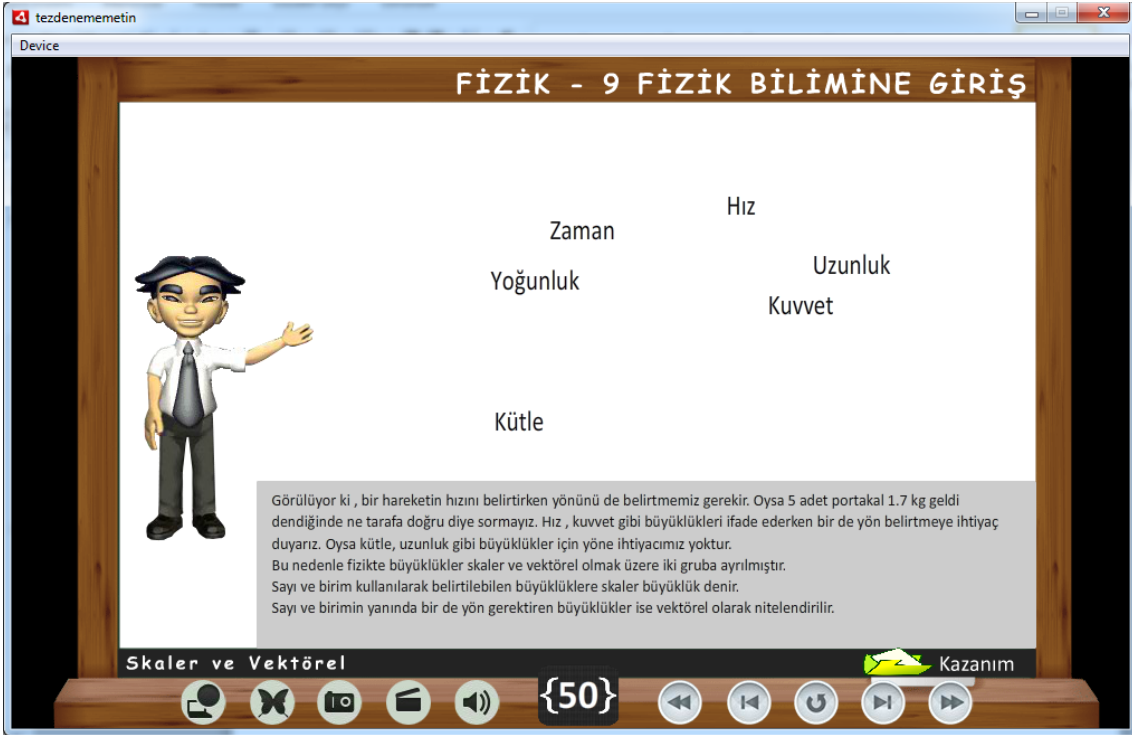 tezdenememetin
Device
FİZİK - 9 FİZİK BİLİMİNE GİRİŞ
Hız
Zaman
Uzunluk
Yoğunluk
Kuvvet
Kütle
Görülüyor ki , bir hareketin hızını belirtirken yönünü de belirtmemiz gerekir. Oysa 5 adet portakal 1.7 kg geldi
dendiğinde ne tarafa doğru diye sormayız. Hız , kuvvet gibi büyüklükleri ifade ederken bir de yön belirtmeye ihtiyaç
duyarız. Oysa kütle, uzunluk gibi büyüklükler için yöne ihtiyacımız yoktur.
Bu nedenle fizikte büyüklükler skaler ve vektörel olmak üzere iki gruba ayrılmıştır.
Sayı ve birim kullanılarak belirtilebilen büyüklüklere skaler büyüklük denir.
Sayı ve birimin yanında bir de yön gerektiren büyüklükler ise vektörel olarak nitelendirilir.
Skaler ve Vektörel
Kazanım
{50}